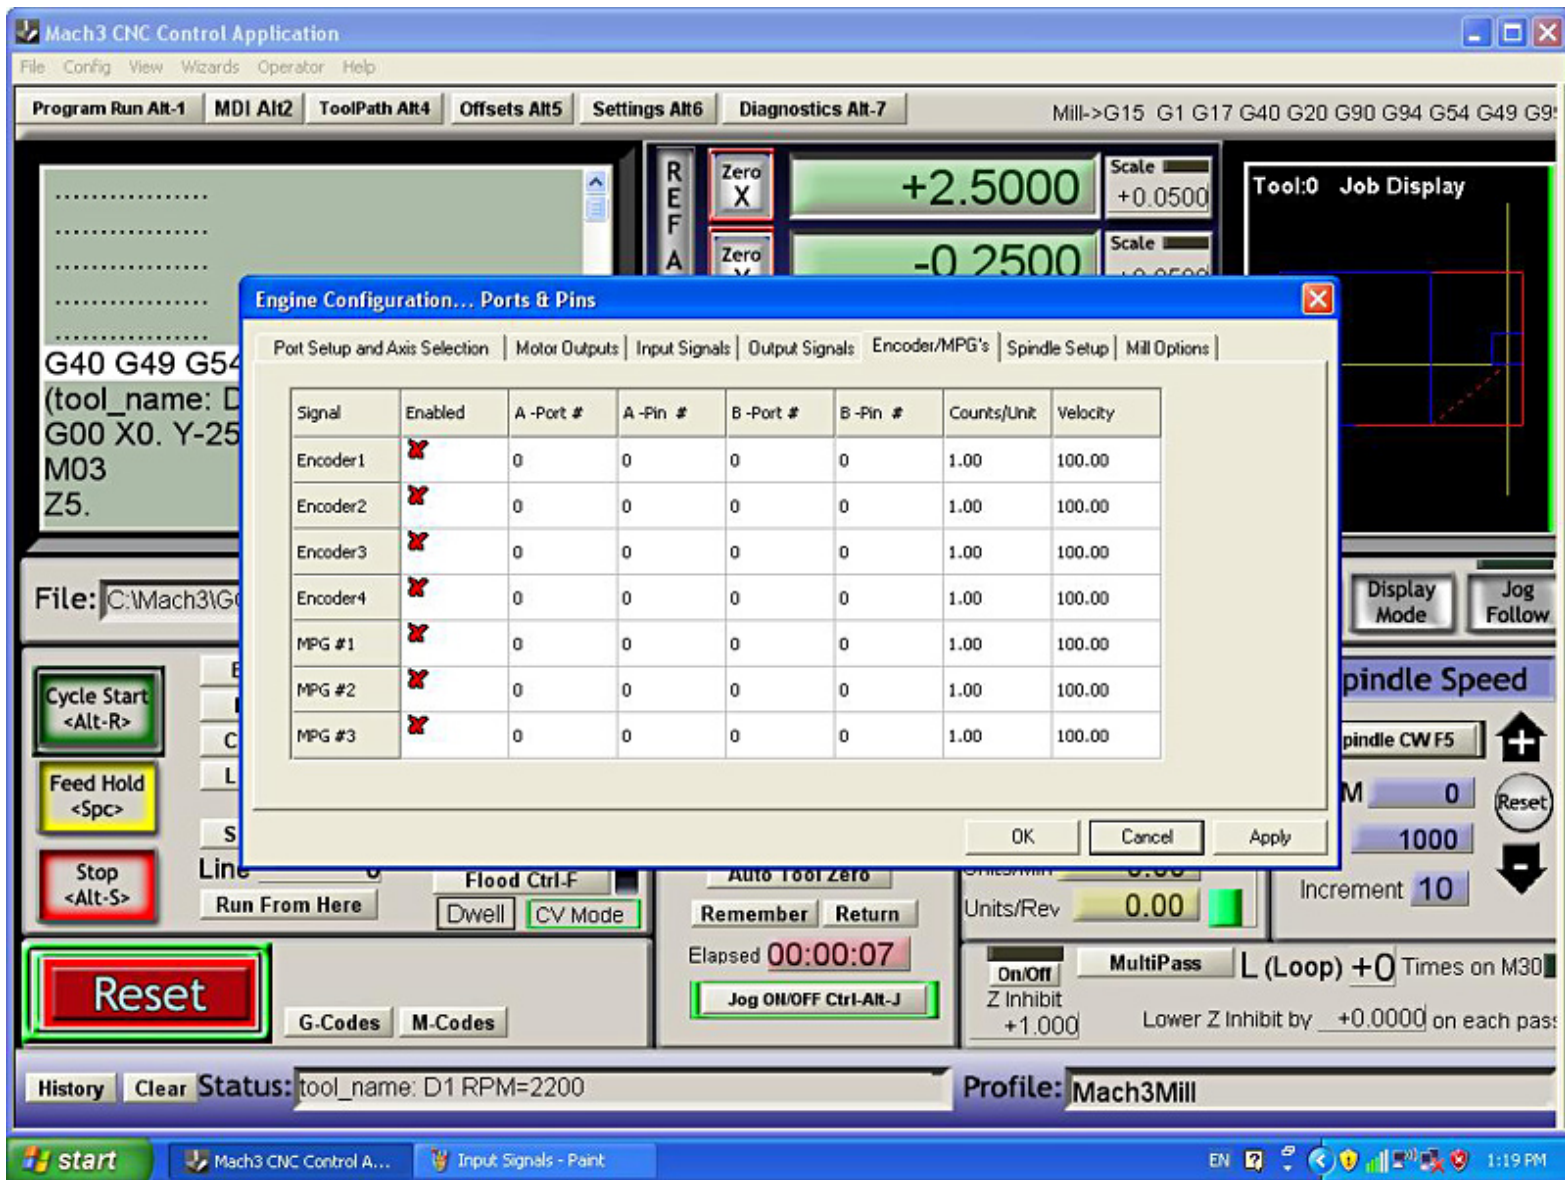 Mach3 CNC Control Application
File Config View Wizards Operator Help
Program Run Alt-1 MDI Alt2 ToolPath Alt4 Offsets Alt5 Settings Alt6 Diagnostics Alt-7 Mill->G15 G1 G17 G40 G20 G90 G94 G54 G49 G9
REF A
Zero X +2.5000 Scale +0.0500
Zero -0.2500 Scale
Tool:0 Job Display
G40 G49 G54
(tool_name: D
G00 X0. Y-25
M03
Z5.
Engine Configuration... Ports & Pins
Port Setup and Axis Selection Motor Outputs Input Signals Output Signals Encoder/MPG's Spindle Setup Mill Options
Signal Enabled A -Port # A -Pin # B -Port # B -Pin # Counts/Unit Velocity
Encoder1 0 0 0 0 1.00 100.00
Encoder2 0 0 0 0 1.00 100.00
Encoder3 0 0 0 0 1.00 100.00
Encoder4 0 0 0 0 1.00 100.00
MPG #1 0 0 0 0 1.00 100.00
MPG #2 0 0 0 0 1.00 100.00
MPG #3 0 0 0 0 1.00 100.00
OK Cancel Apply
File: C:\Mach3\G
Display Mode
Jog Follow
Cycle Start
<Alt-R>
Feed Hold
<Spc>
Stop
<Alt-S>
pindle Speed
pindle CW F5
M 0 Reset
1000
Increment 10
Line 0
Run From Here
Flood Ctrl-F
Dwell CV Mode
Auto Tool Zero
Remember Return
Elapsed 00:00:07
Jog ON/OFF Ctrl-Alt-J
Units/Min 0.00
Units/Rev 0.00
Reset
G-Codes M-Codes
On/Off
Z Inhibit
+1.000
MultiPass L (Loop) +0 Times on M30
Lower Z Inhibit by +0.0000 on each pas
History Clear Status: tool_name: D1 RPM=2200 Profile: Mach3Mill
start Mach3 CNC Control A... Input Signals - Paint EN 1:19 PM